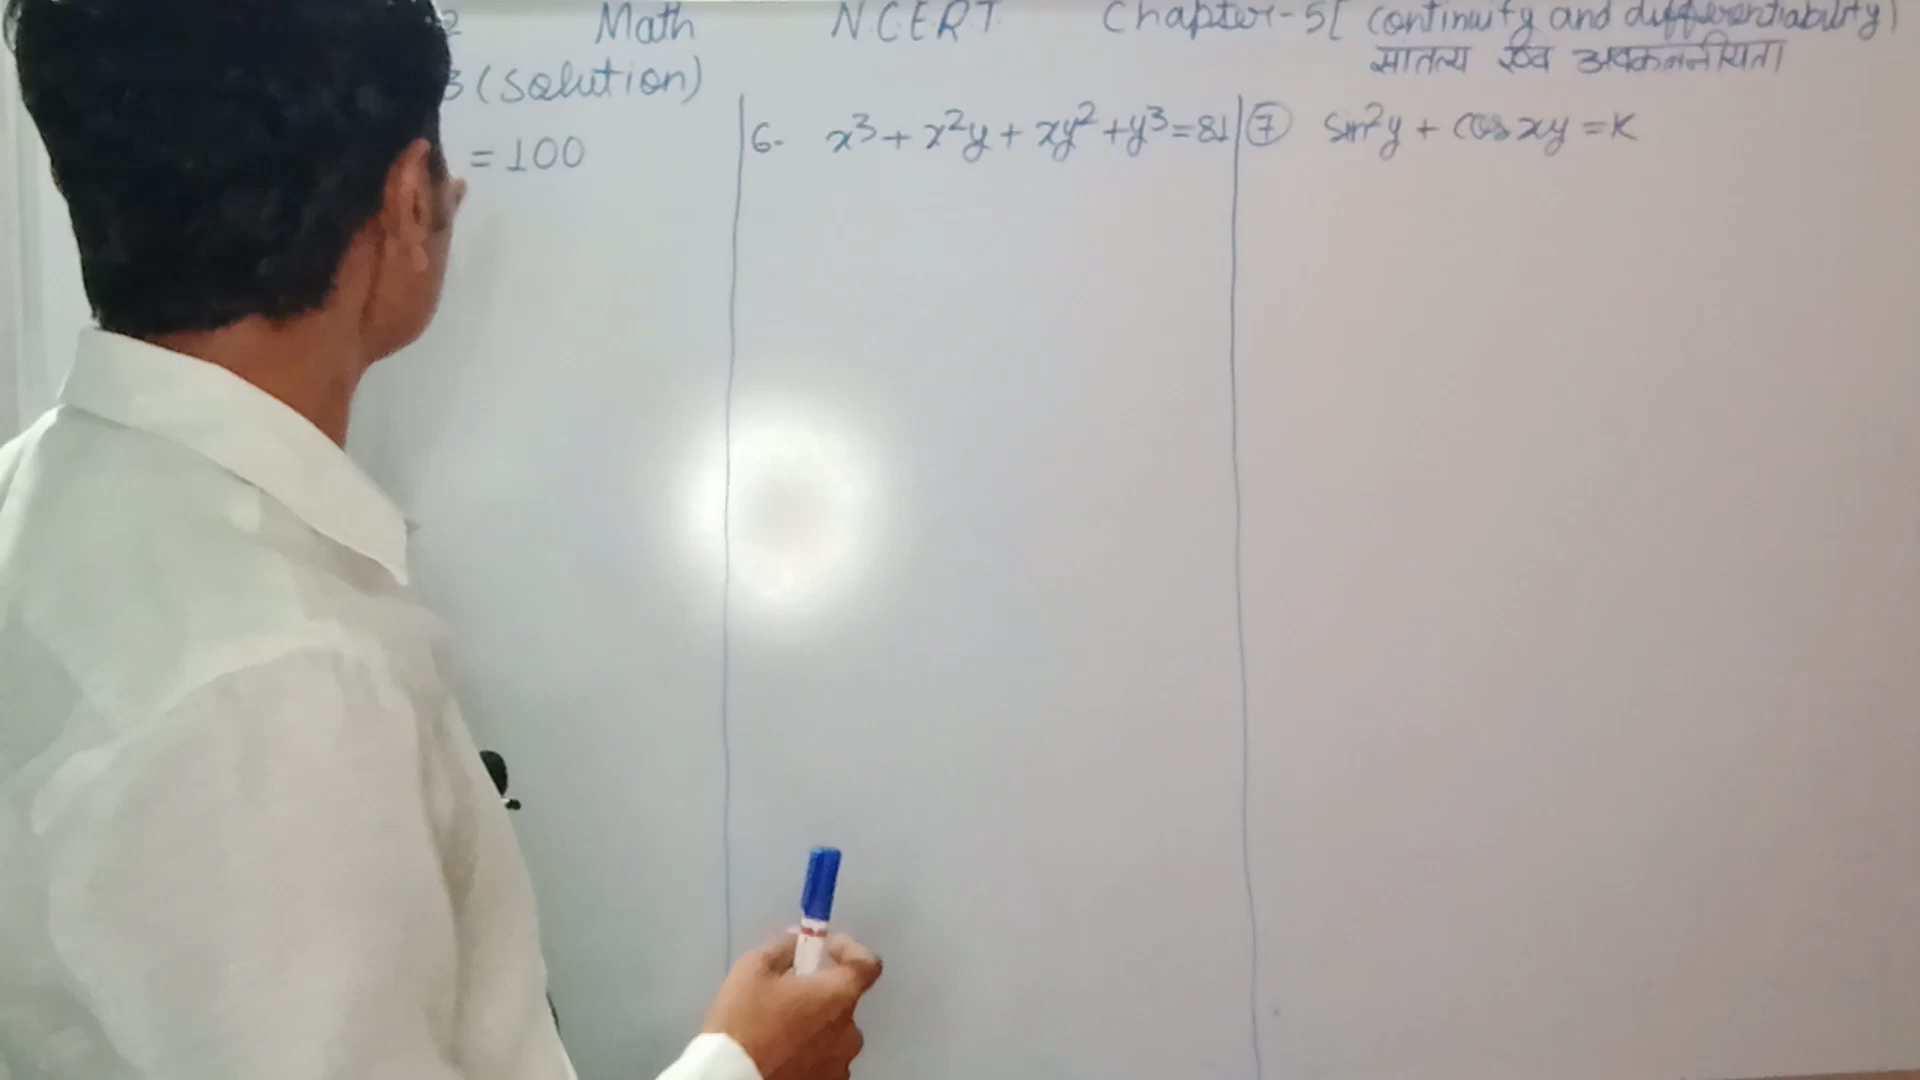 2 Math N.C.E.R.T Chapter-5[ Continuity and differentiability)
सातत्य एवं अवकलनीयता
3 (Solution)
= 100
6- x³ + x²y + xy² + y³ = 81
⑦ sin²y + cos xy = K